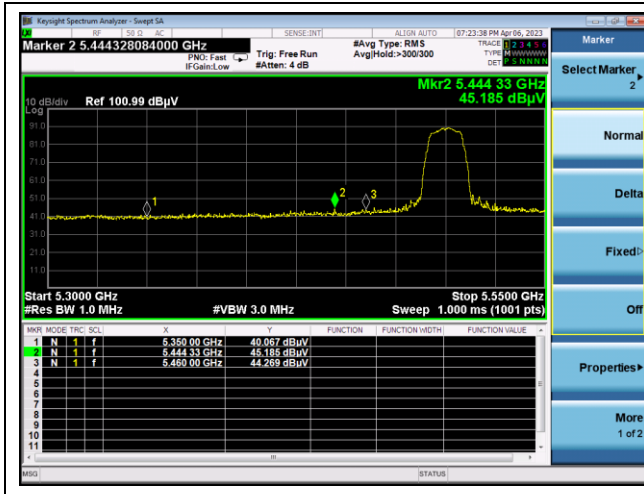 Keysight Spectrum Analyzer - Swept SA
RF 50 Ω AC SENSE:INT ALIGN AUTO 07:23:38 PM Apr 06, 2023
Marker 2 5.444328084000 GHz
#Avg Type: RMS
TRACE 1 2 3 4 5 6
PNO: Fast Trig: Free Run Avg|Hold:>300/300
TYPE M WWWWW
IFGain:Low #Atten: 4 dB
DET P S N N N N
Mkr2 5.444 33 GHz
45.185 dBµV
10 dB/div Ref 100.99 dBµV
Log
91.0
81.0
71.0
61.0
51.0
41.0
31.0
21.0
11.0
1
2
3
Start 5.3000 GHz Stop 5.5500 GHz
#Res BW 1.0 MHz #VBW 3.0 MHz Sweep 1.000 ms (1001 pts)
MKR MODE TRC SCL X Y FUNCTION FUNCTION WIDTH FUNCTION VALUE
1 N 1 f 5.350 00 GHz 40.067 dBµV
2 N 1 f 5.444 33 GHz 45.185 dBµV
3 N 1 f 5.460 00 GHz 44.269 dBµV
4
5
6
7
8
9
10
11
MSG STATUS
Marker
Select Marker
2
Normal
Delta
Fixed
Off
Properties
More
1 of 2